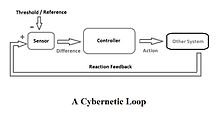 Threshold / Reference
−
+
Sensor
Difference
Controller
Action
Other System
Reaction Feedback
A Cybernetic Loop